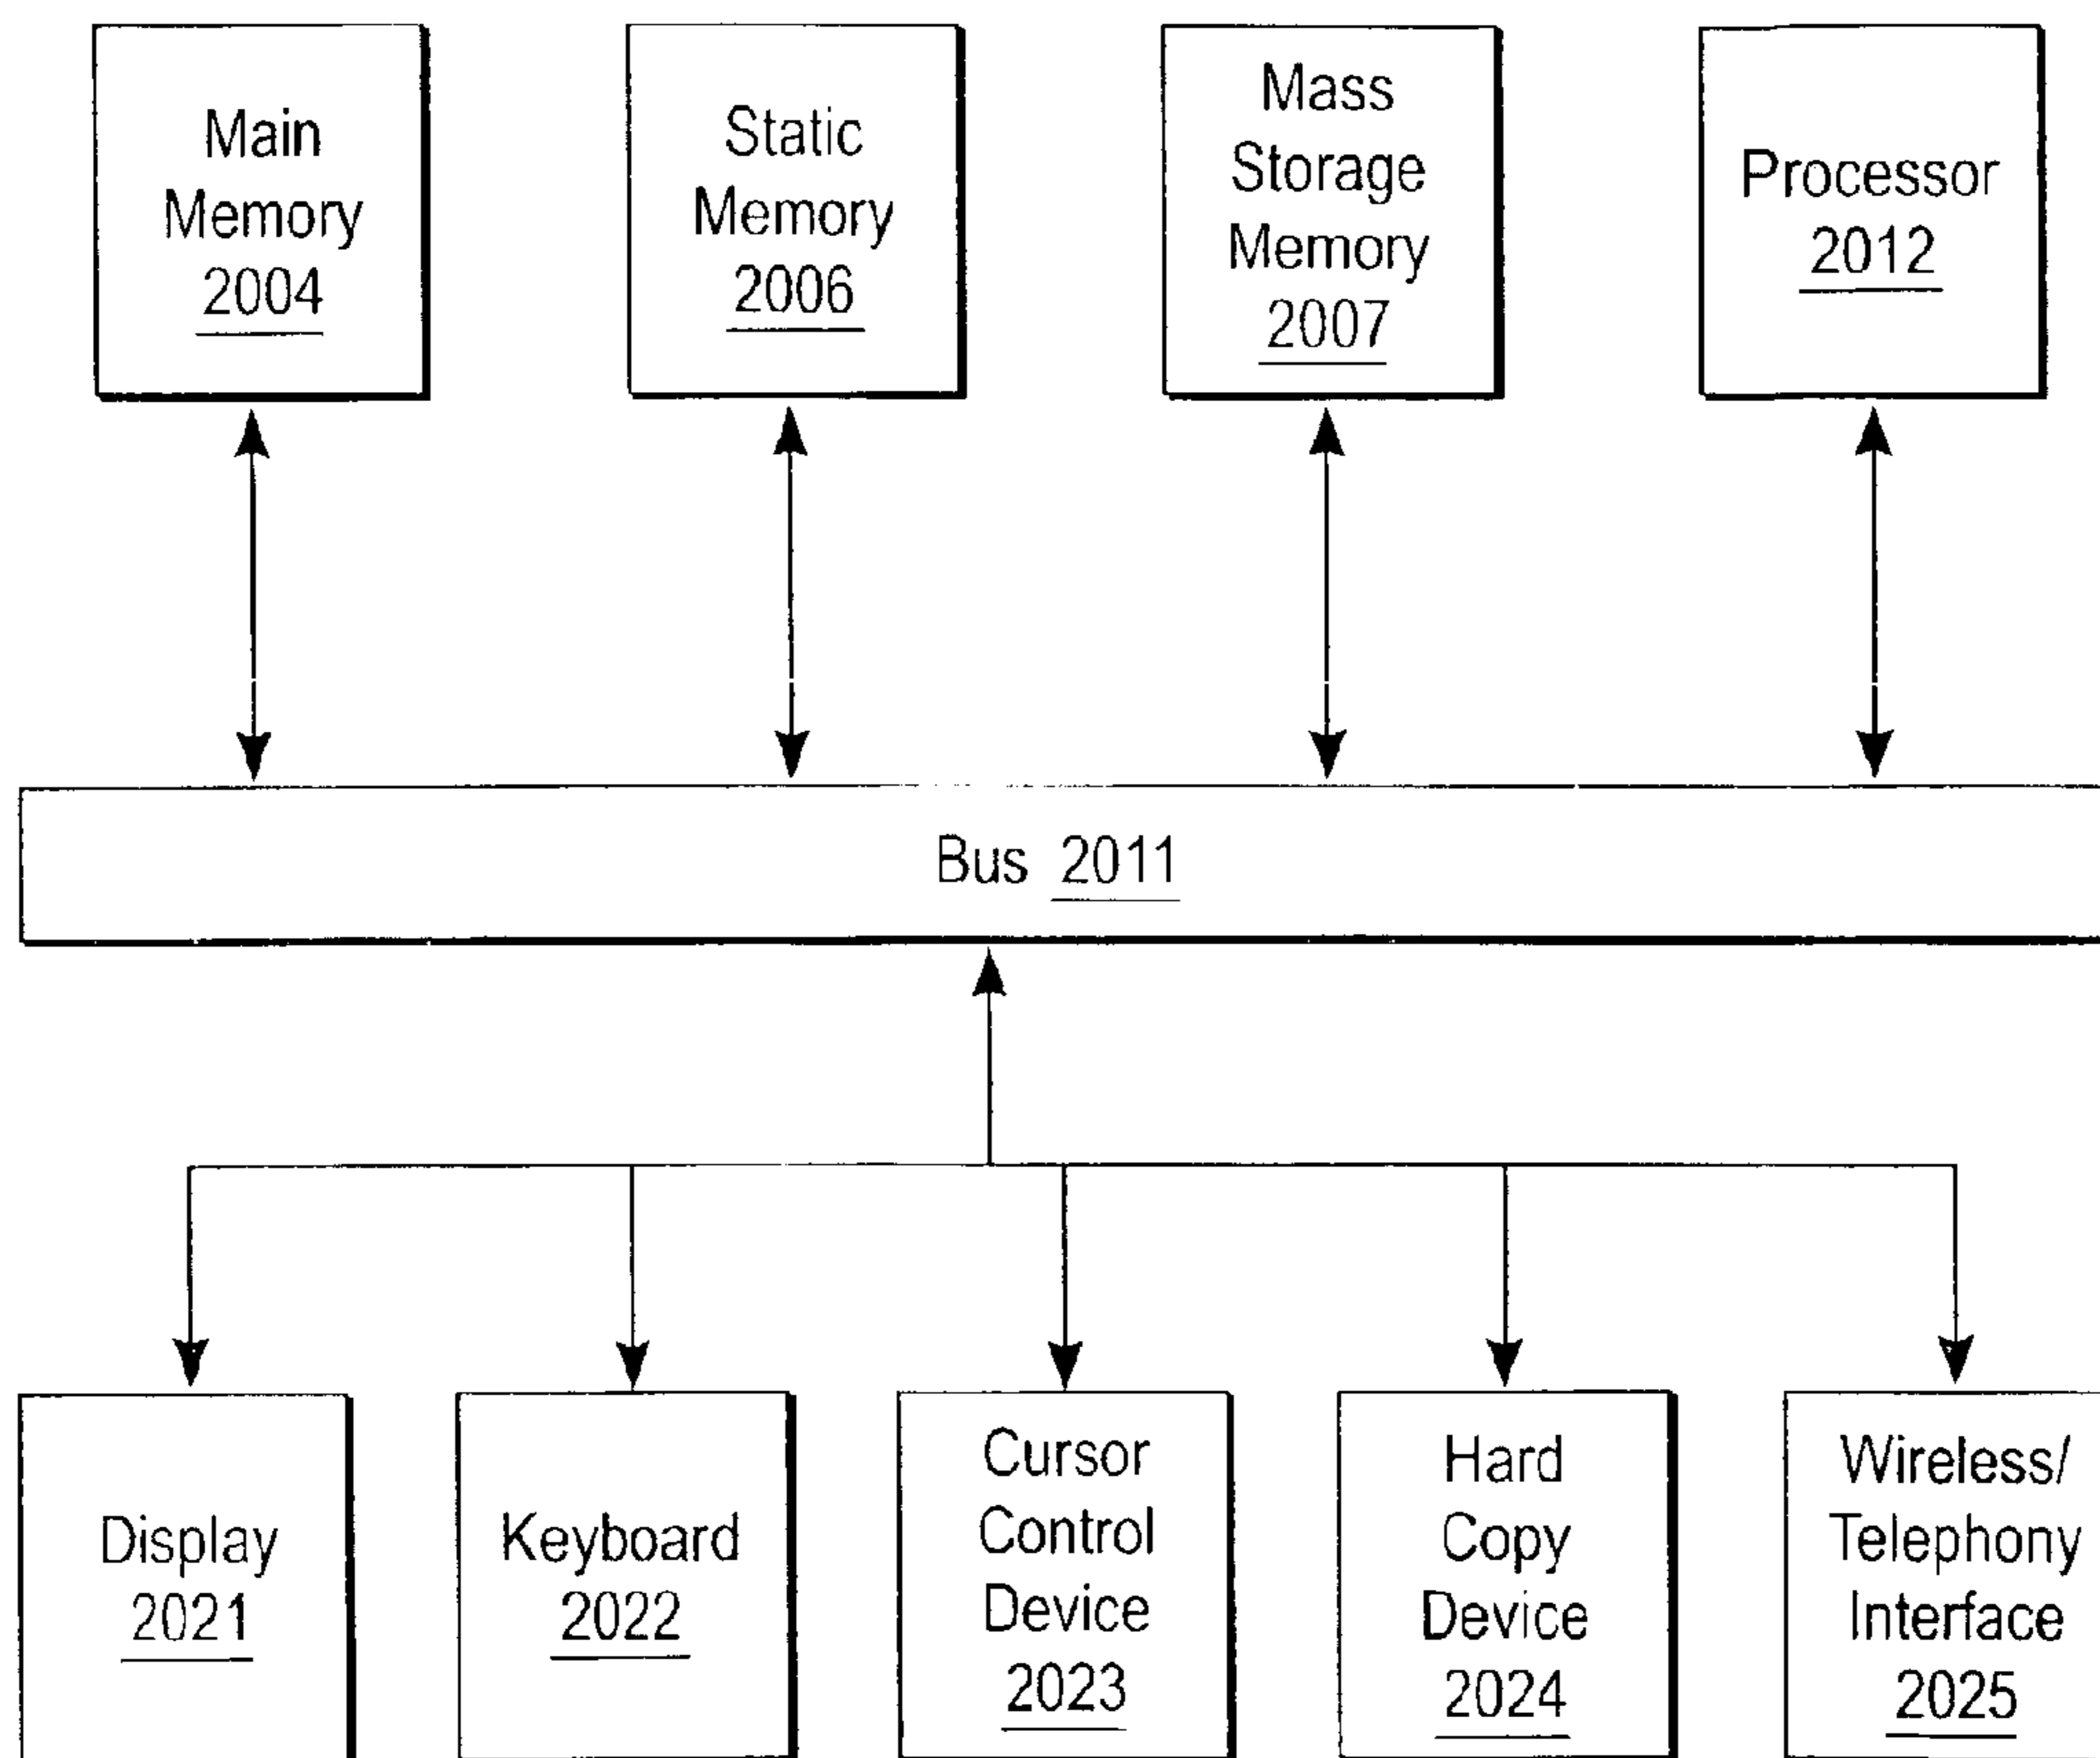 Main
Memory
2004
Static
Memory
2006
Mass
Storage
Memory
2007
Processor
2012
Bus 2011
Display
2021
Keyboard
2022
Cursor
Control
Device
2023
Hard
Copy
Device
2024
Wireless/
Telephony
Interface
2025